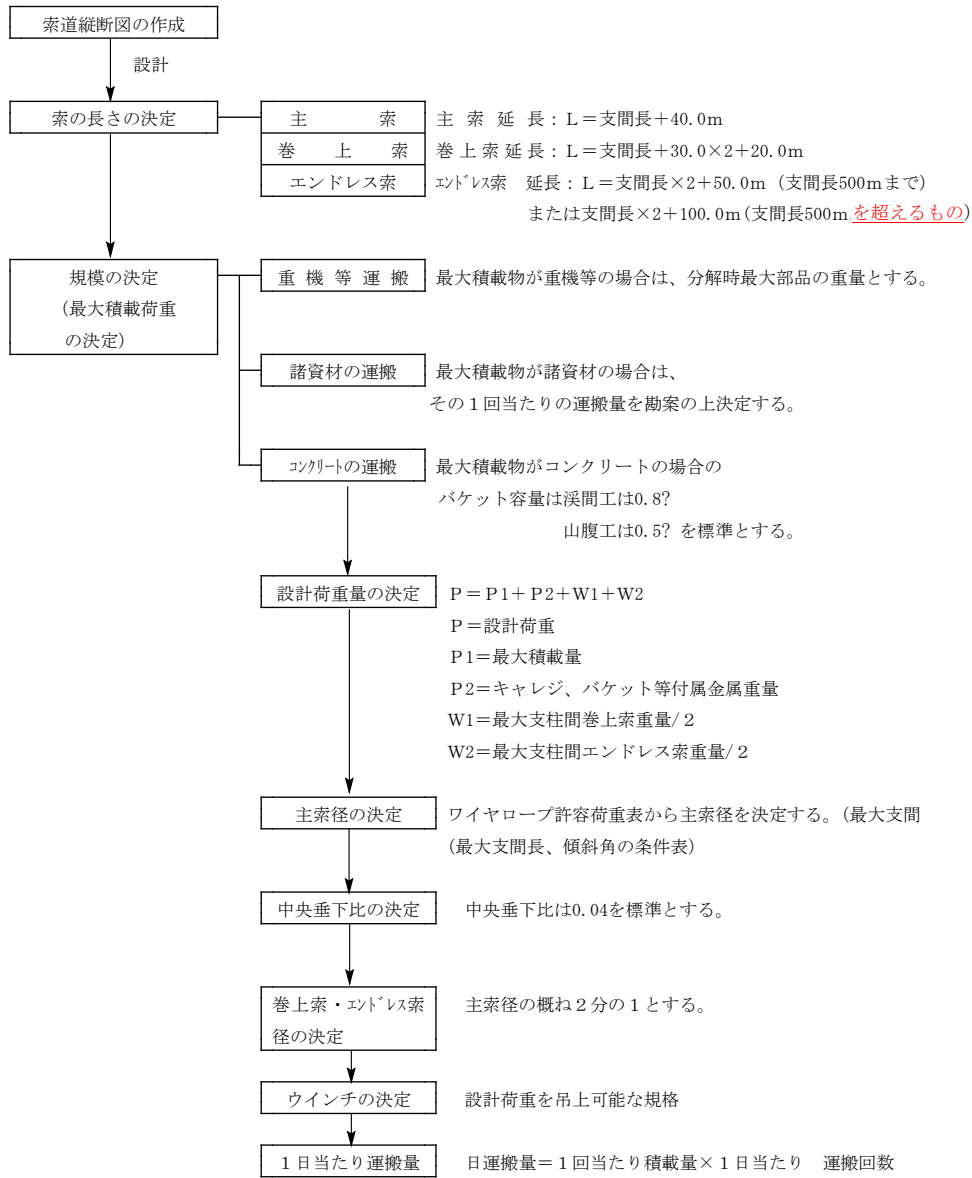 索道縦断図の作成
設計
索の長さの決定
主 索 主 索 延 長：L＝支間長＋40.0m
巻 上 索 巻上索延長：L＝支間長＋30.0×2＋20.0m
エンドレス索 ｴﾝﾄﾞﾚｽ索 延長：L＝支間長×2＋50.0m（支間長500mまで）
または支間長×2＋100.0m(支間長500mを超えるもの)
規模の決定
（最大積載荷重
の決定）
重 機 等 運 搬 最大積載物が重機等の場合は、分解時最大部品の重量とする。
諸資材の運搬 最大積載物が諸資材の場合は、
その１回当たりの運搬量を勘案の上決定する。
ｺﾝｸﾘｰﾄの運搬 最大積載物がコンクリートの場合の
バケット容量は渓間工は0.8?
山腹工は0.5? を標準とする。
設計荷重量の決定 Ｐ＝Ｐ1＋Ｐ2＋W1＋W2
Ｐ＝設計荷重
Ｐ1＝最大積載量
Ｐ2＝キャレジ、バケット等付属金属重量
W1＝最大支柱間巻上索重量/２
W2＝最大支柱間エンドレス索重量/２
主索径の決定 ワイヤロープ許容荷重表から主索径を決定する。（最大支間
（最大支間長、傾斜角の条件表）
中央垂下比の決定 中央垂下比は0.04を標準とする。
巻上索・ｴﾝﾄﾞﾚｽ索
径の決定
主索径の概ね２分の１とする。
ウインチの決定 設計荷重を吊上可能な規格
１日当たり運搬量 日運搬量＝１回当たり積載量×１日当たり 運搬回数